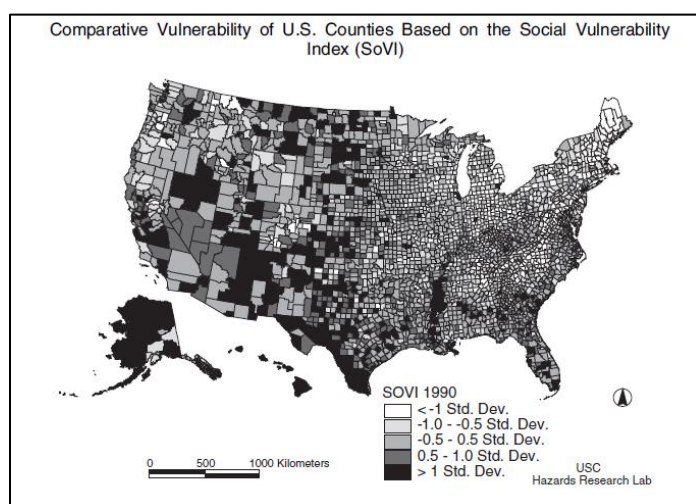 Comparative Vulnerability of U.S. Counties Based on the Social Vulnerability
Index (SoVI)
SOVI 1990
<-1 Std. Dev.
-1.0 - -0.5 Std. Dev.
-0.5 - 0.5 Std. Dev.
0.5 - 1.0 Std. Dev.
> 1 Std. Dev.
0 500 1000 Kilometers
USC
Hazards Research Lab